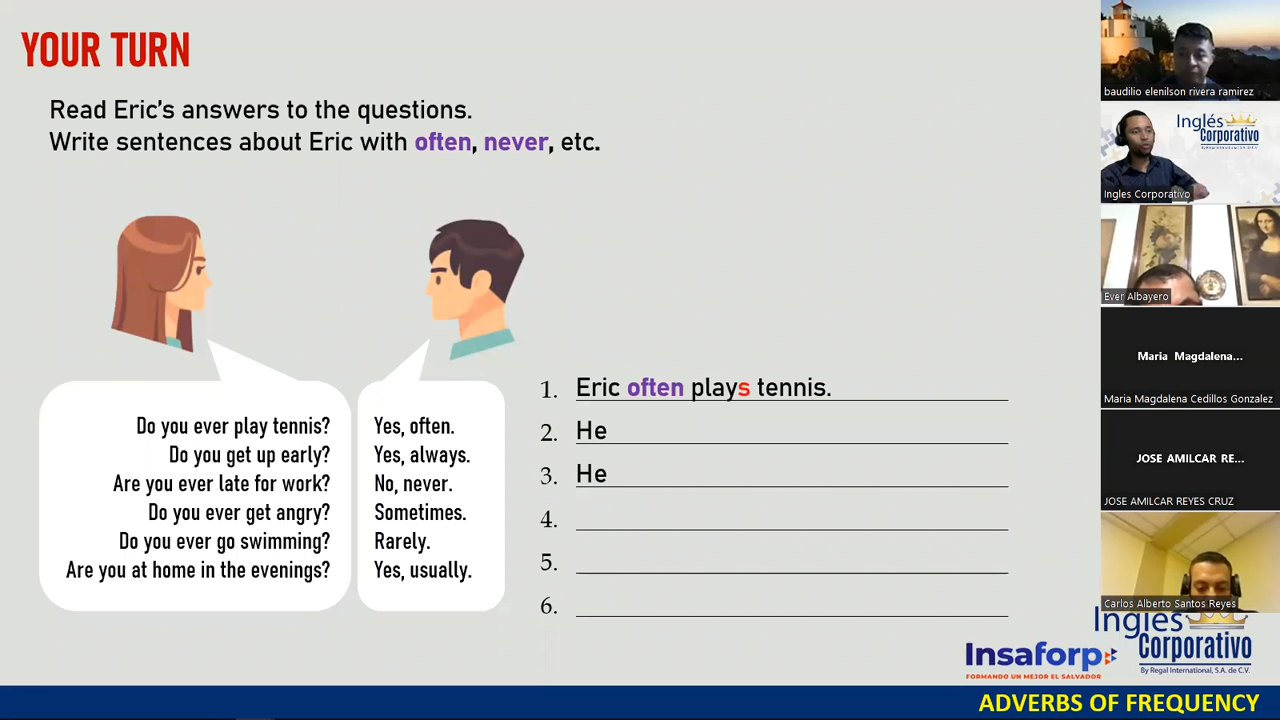 YOUR TURN
Read Eric's answers to the questions.
Write sentences about Eric with often, never, etc.
Do you ever play tennis?
Do you get up early?
Are you ever late for work?
Do you ever get angry?
Do you ever go swimming?
Are you at home in the evenings?
Yes, often.
Yes, always.
No, never.
Sometimes.
Rarely.
Yes, usually.
1. Eric often plays tennis.
2. He
3. He
4.
5.
6.
baudilio elenilson rivera ramirez
Inglés
Corporativo
By Regal International, S.A. de C.V.
Ingles Corporativo
Ever Albayero
Maria Magdalena...
Maria Magdalena Cedillos Gonzalez
JOSE AMILCAR RE...
JOSE AMILCAR REYES CRUZ
Carlos Alberto Santos Reyes
Inglés
Corporativo
By Regal International, S.A. de C.V.
Insaforp
FORMANDO UN MEJOR EL SALVADOR
ADVERBS OF FREQUENCY